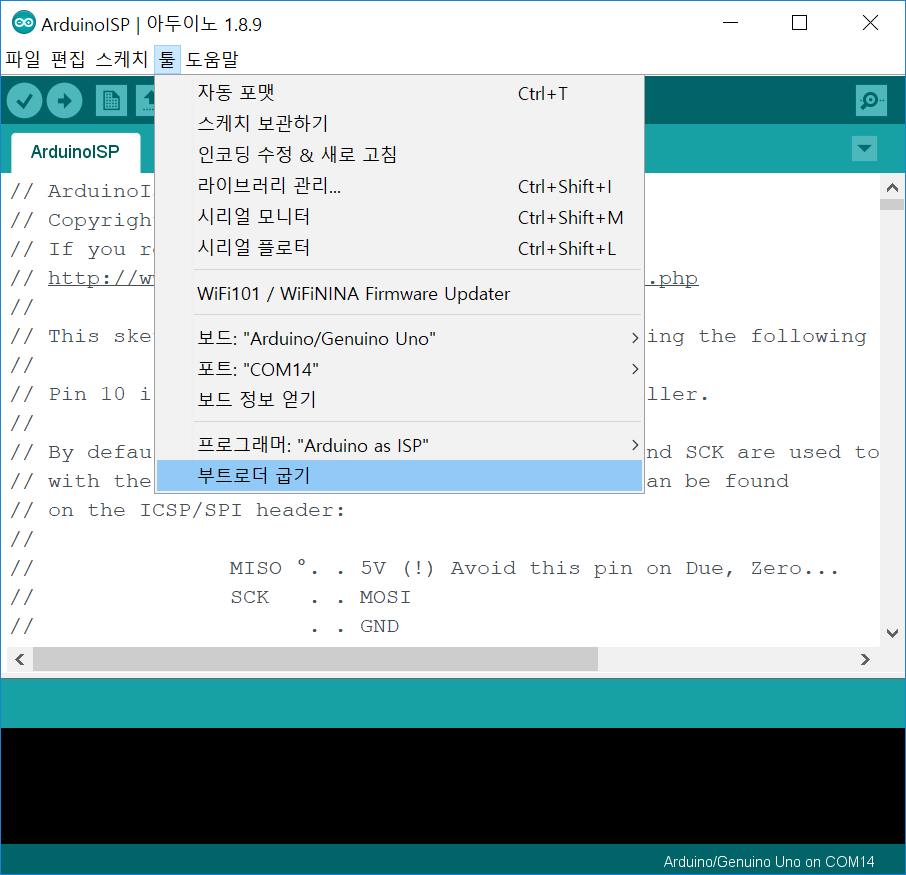 ArduinoISP | 아두이노 1.8.9
파일 편집 스케치 툴 도움말
자동 포맷 Ctrl+T
스케치 보관하기
인코딩 수정 & 새로 고침
라이브러리 관리... Ctrl+Shift+I
시리얼 모니터 Ctrl+Shift+M
시리얼 플로터 Ctrl+Shift+L
WiFi101 / WiFiNINA Firmware Updater
보드: "Arduino/Genuino Uno"
포트: "COM14"
보드 정보 얻기
프로그래머: "Arduino as ISP"
부트로더 굽기
ArduinoISP
// ArduinoI
// Copyrigh
// If you r
// http://w .php
//
// This ske ing the following
//
// Pin 10 i ller.
//
// By defau nd SCK are used to
// with the an be found
// on the ICSP/SPI header:
//
// MISO °. . 5V (!) Avoid this pin on Due, Zero...
// SCK . . MOSI
// . . GND
Arduino/Genuino Uno on COM14